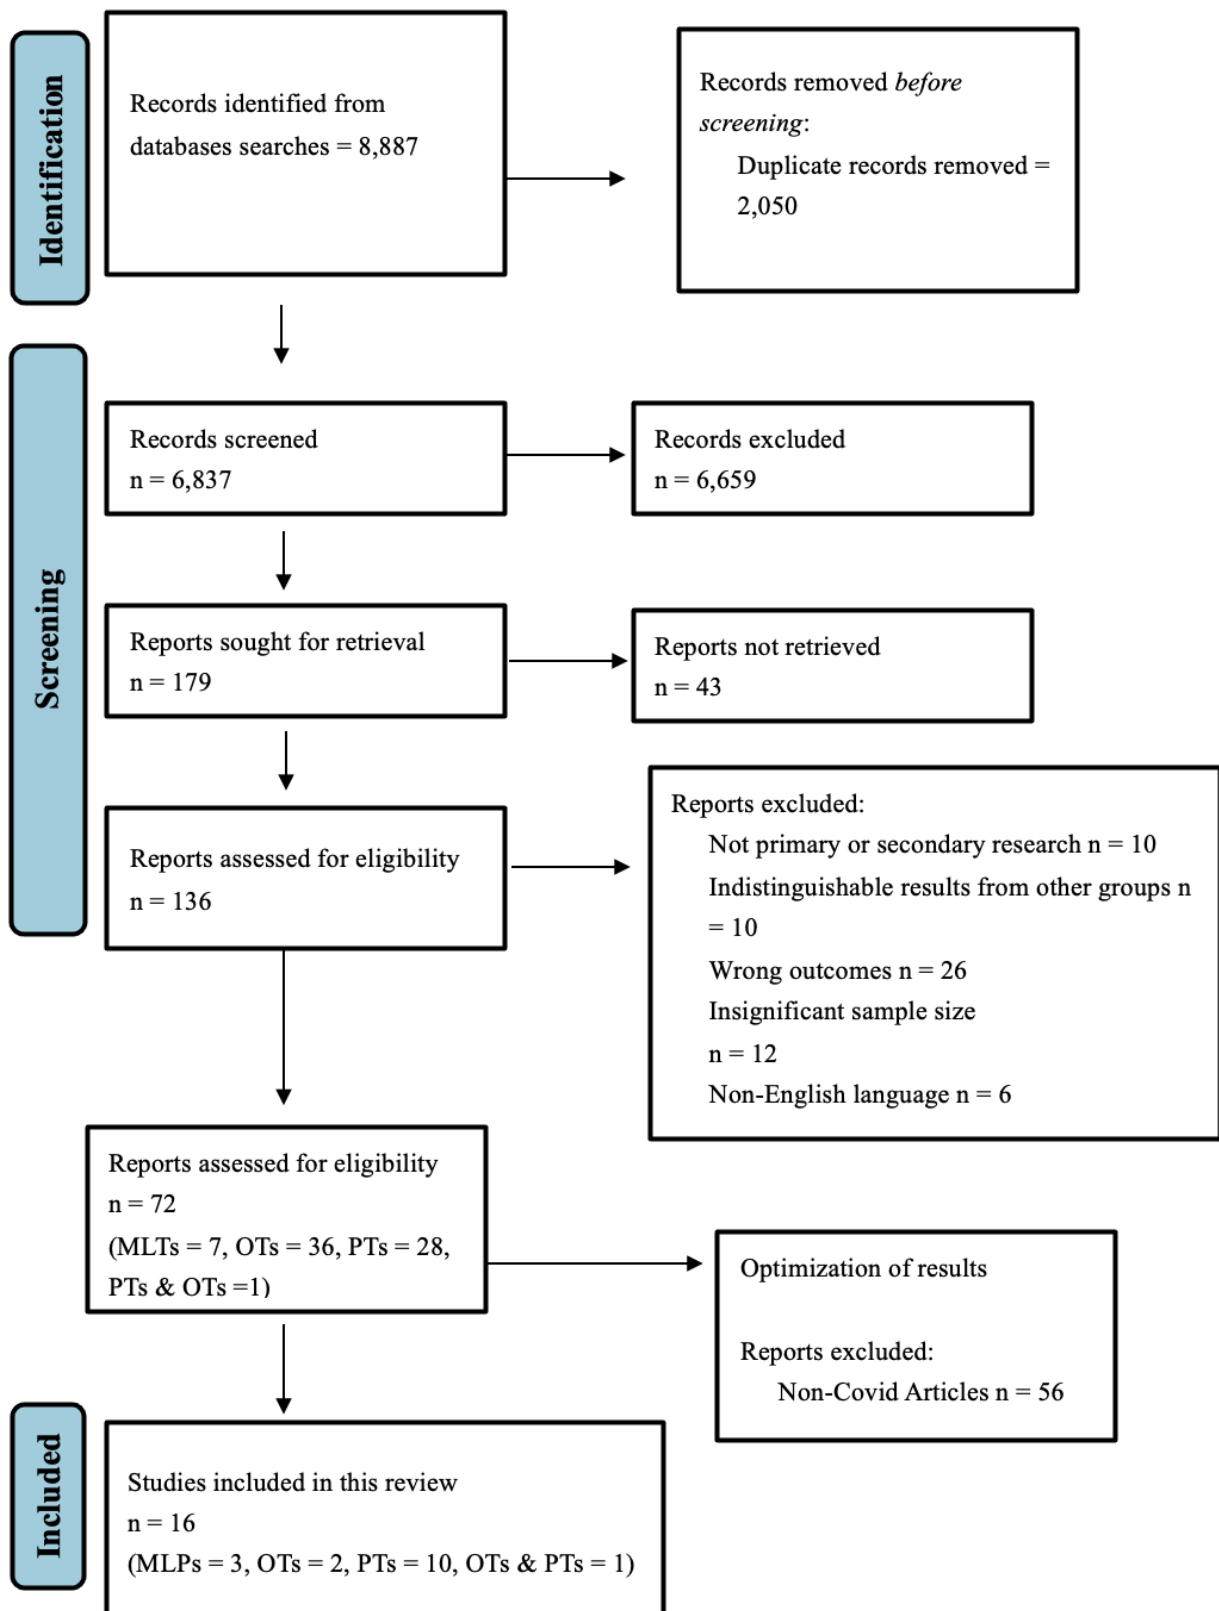 Identification
Records identified from
databases searches = 8,887
Records removed before
screening:
Duplicate records removed =
2,050
Screening
Records screened
n = 6,837
Records excluded
n = 6,659
Reports sought for retrieval
n = 179
Reports not retrieved
n = 43
Reports assessed for eligibility
n = 136
Reports excluded:
Not primary or secondary research n = 10
Indistinguishable results from other groups n
= 10
Wrong outcomes n = 26
Insignificant sample size
n = 12
Non-English language n = 6
Reports assessed for eligibility
n = 72
(MLTs = 7, OTs = 36, PTs = 28,
PTs & OTs =1)
Optimization of results
Reports excluded:
Non-Covid Articles n = 56
Included
Studies included in this review
n = 16
(MLPs = 3, OTs = 2, PTs = 10, OTs & PTs = 1)